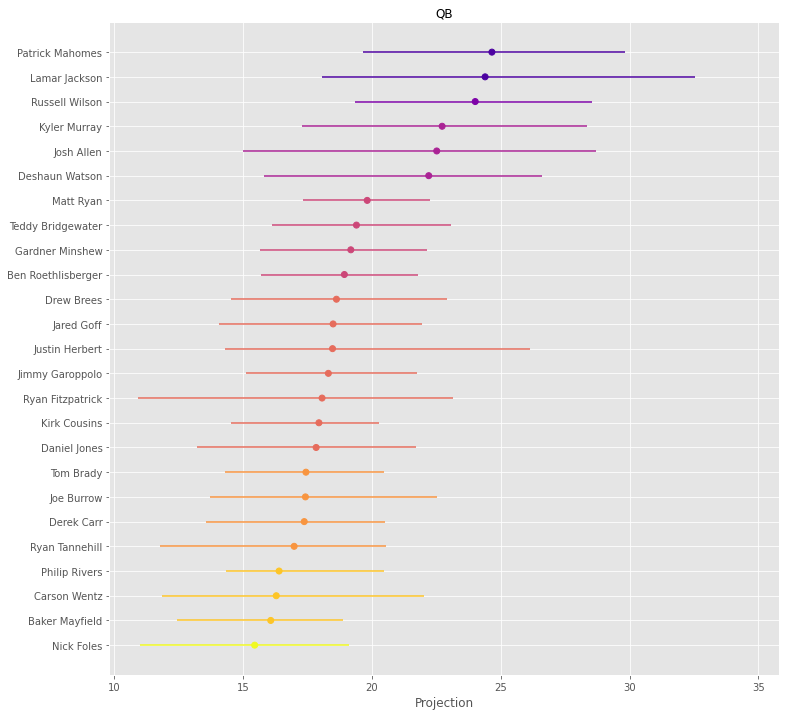 QB
Patrick Mahomes
Lamar Jackson
Russell Wilson
Kyler Murray
Josh Allen
Deshaun Watson
Matt Ryan
Teddy Bridgewater
Gardner Minshew
Ben Roethlisberger
Drew Brees
Jared Goff
Justin Herbert
Jimmy Garoppolo
Ryan Fitzpatrick
Kirk Cousins
Daniel Jones
Tom Brady
Joe Burrow
Derek Carr
Ryan Tannehill
Philip Rivers
Carson Wentz
Baker Mayfield
Nick Foles
10 15 20 25 30 35
Projection